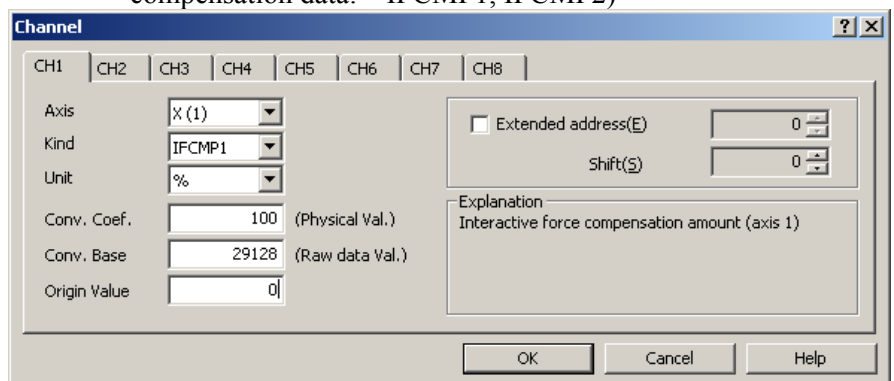 compensation data. IFCMP1, IFCMP2)
Channel
CH1 CH2 CH3 CH4 CH5 CH6 CH7 CH8
Axis X (1)
Kind IFCMP1
Unit %
Conv. Coef. 100 (Physical Val.)
Conv. Base 29128 (Raw data Val.)
Origin Value 0
Extended address(E) 0
Shift(S) 0
Explanation
Interactive force compensation amount (axis 1)
OK Cancel Help